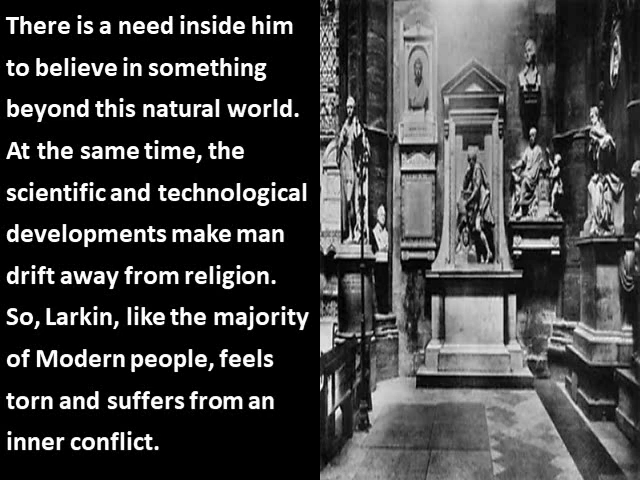 There is a need inside him
to believe in something
beyond this natural world.
At the same time, the
scientific and technological
developments make man
drift away from religion.
So, Larkin, like the majority
of Modern people, feels
torn and suffers from an
inner conflict.